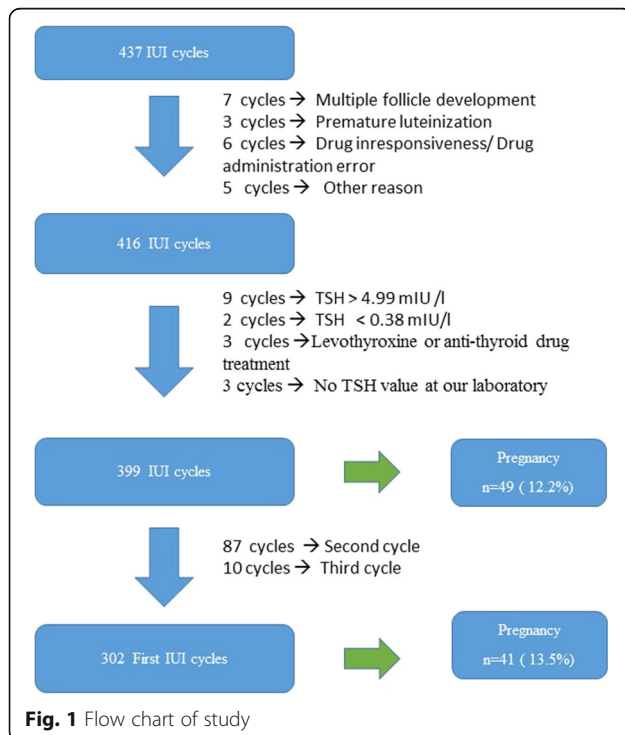 437 IUI cycles
7 cycles → Multiple follicle development
3 cycles → Premature luteinization
6 cycles → Drug inresponsiveness/ Drug
administration error
5 cycles → Other reason
416 IUI cycles
9 cycles → TSH > 4.99 mIU /l
2 cycles → TSH < 0.38 mIU/l
3 cycles →Levothyroxine or anti-thyroid drug
treatment
3 cycles → No TSH value at our laboratory
399 IUI cycles
Pregnancy
n=49 ( 12.2%)
87 cycles → Second cycle
10 cycles → Third cycle
302 First IUI cycles
Pregnancy
n=41 ( 13.5%)
Fig. 1 Flow chart of study